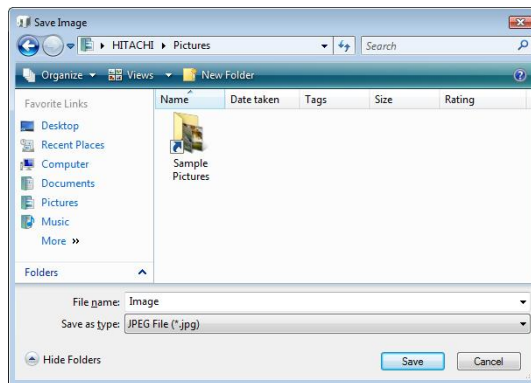 Save Image
HITACHI Pictures
Search
Organize Views New Folder
Favorite Links
Desktop
Recent Places
Computer
Documents
Pictures
Music
More »
Folders
Name Date taken Tags Size Rating
Sample
Pictures
File name: Image
Save as type: JPEG File (*.jpg)
Hide Folders
Save Cancel